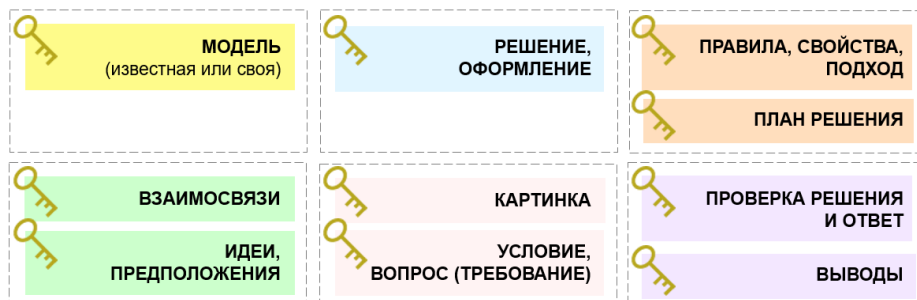 МОДЕЛЬ
(известная или своя)
РЕШЕНИЕ,
ОФОРМЛЕНИЕ
ПРАВИЛА, СВОЙСТВА,
ПОДХОД
ПЛАН РЕШЕНИЯ
ВЗАИМОСВЯЗИ
ИДЕИ,
ПРЕДПОЛОЖЕНИЯ
КАРТИНКА
УСЛОВИЕ,
ВОПРОС (ТРЕБОВАНИЕ)
ПРОВЕРКА РЕШЕНИЯ
И ОТВЕТ
ВЫВОДЫ